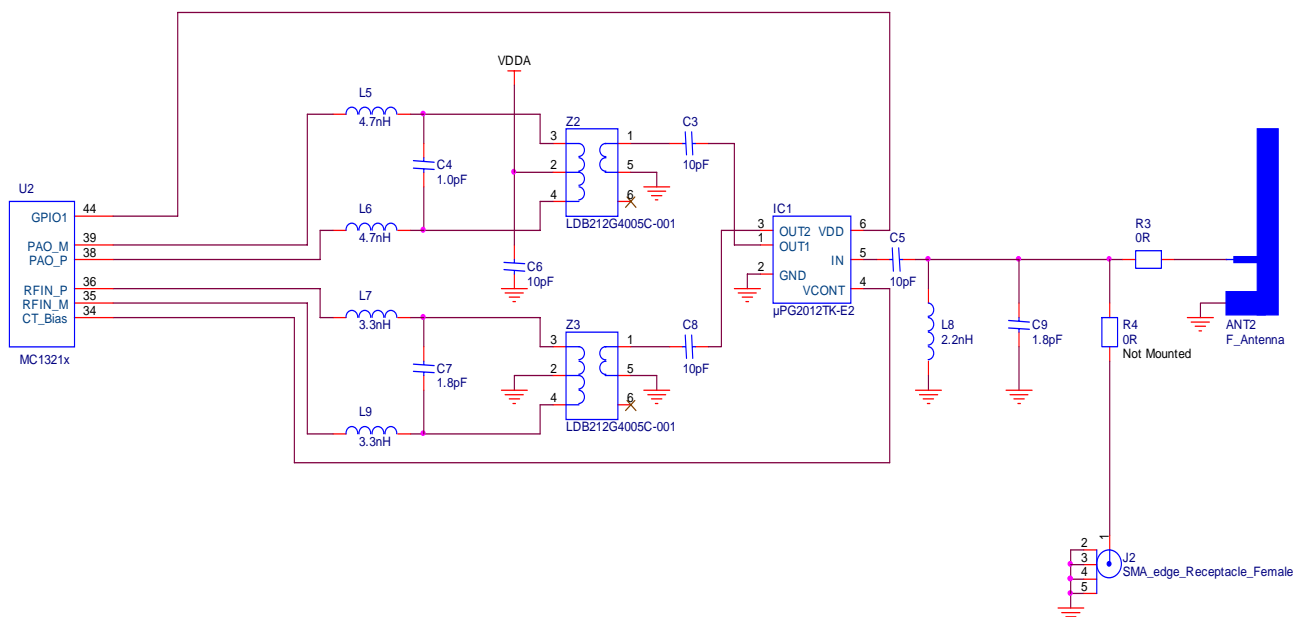 VDDA
L5
4.7nH
C4
1.0pF
L6
4.7nH
Z2
3
2
4
1
5
6
LDB212G4005C-001
C3
10pF
C6
10pF
U2
GPIO1
44
PAO_M
39
PAO_P
38
RFIN_P
36
RFIN_M
35
CT_Bias
34
MC1321x
L7
3.3nH
C7
1.8pF
L9
3.3nH
Z3
3
2
4
1
5
6
LDB212G4005C-001
C8
10pF
IC1
3
OUT2
VDD
6
1
OUT1
IN
5
2
GND
VCONT
4
µPG2012TK-E2
C5
10pF
L8
2.2nH
C9
1.8pF
R3
0R
R4
0R
Not Mounted
ANT2
F_Antenna
1
2
3
4
5
J2
SMA_edge_Receptacle_Female